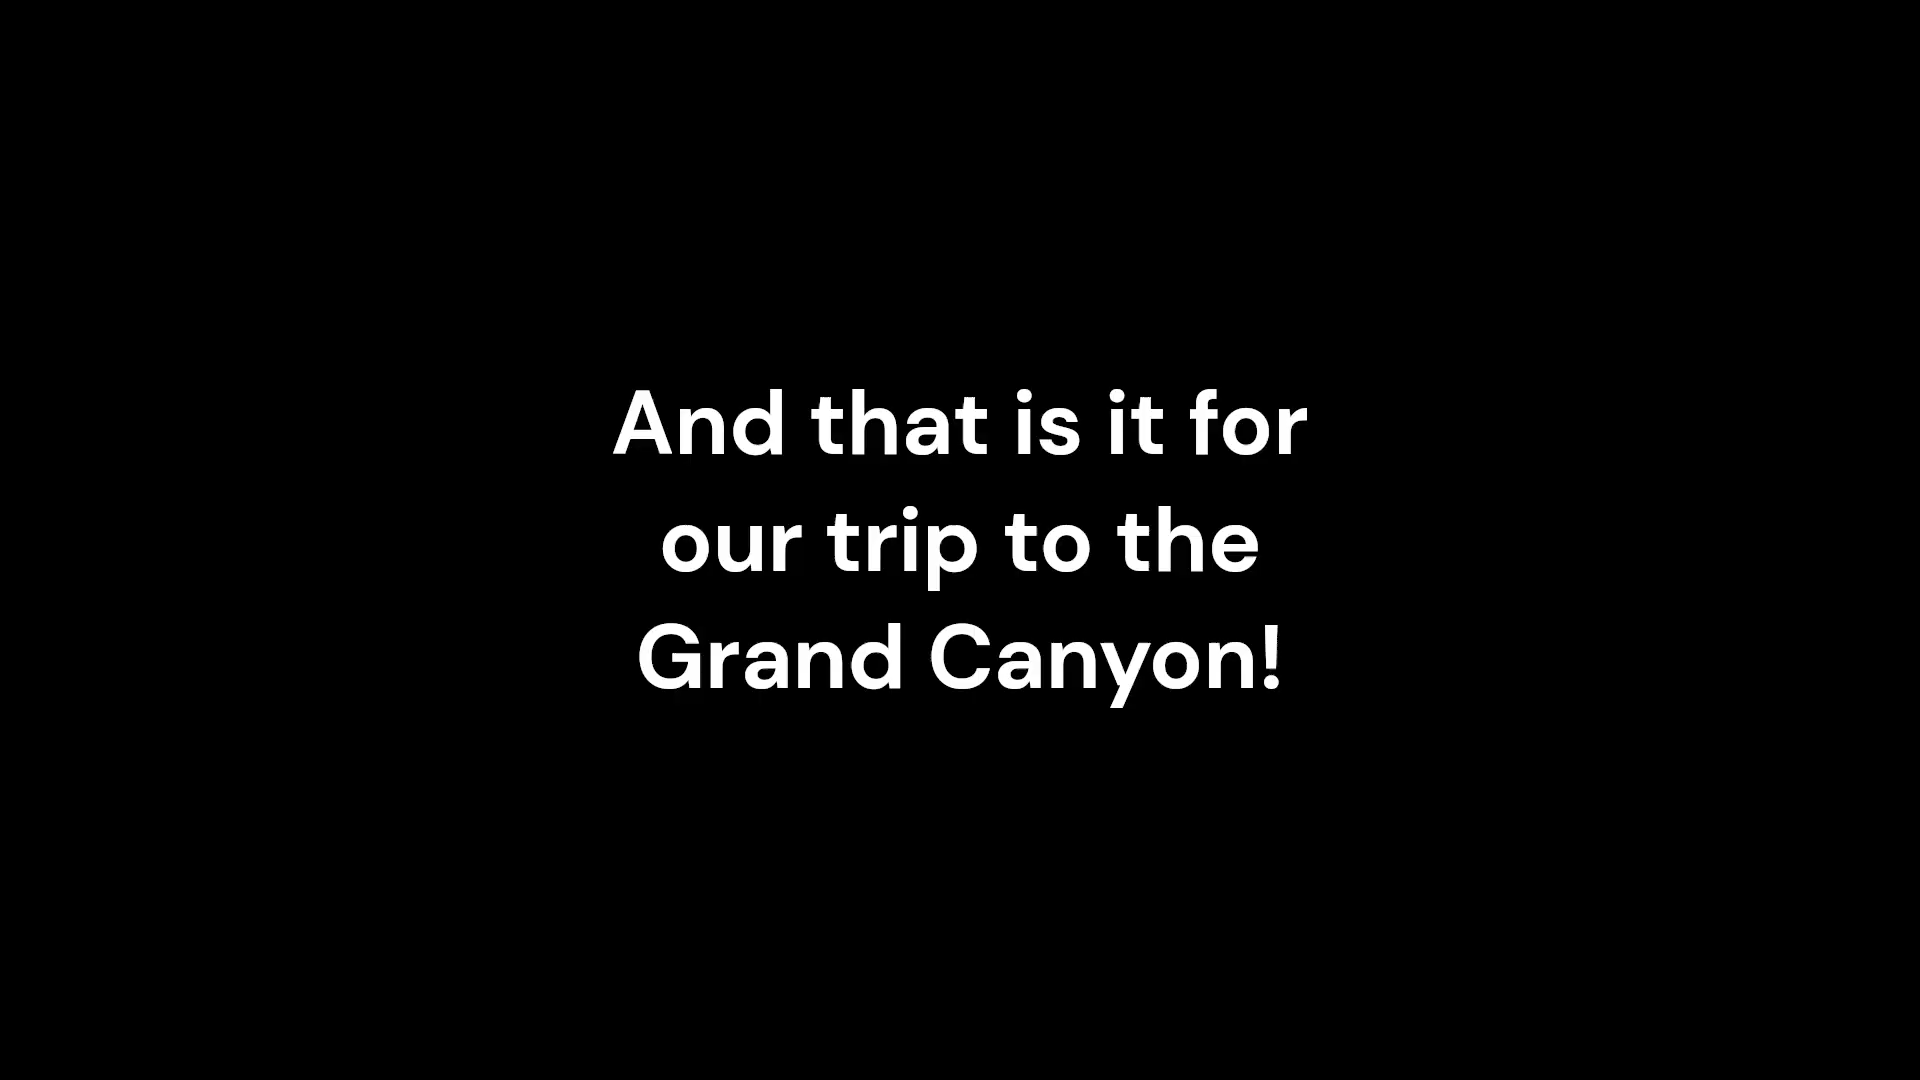 And that is it for
our trip to the
Grand Canyon!